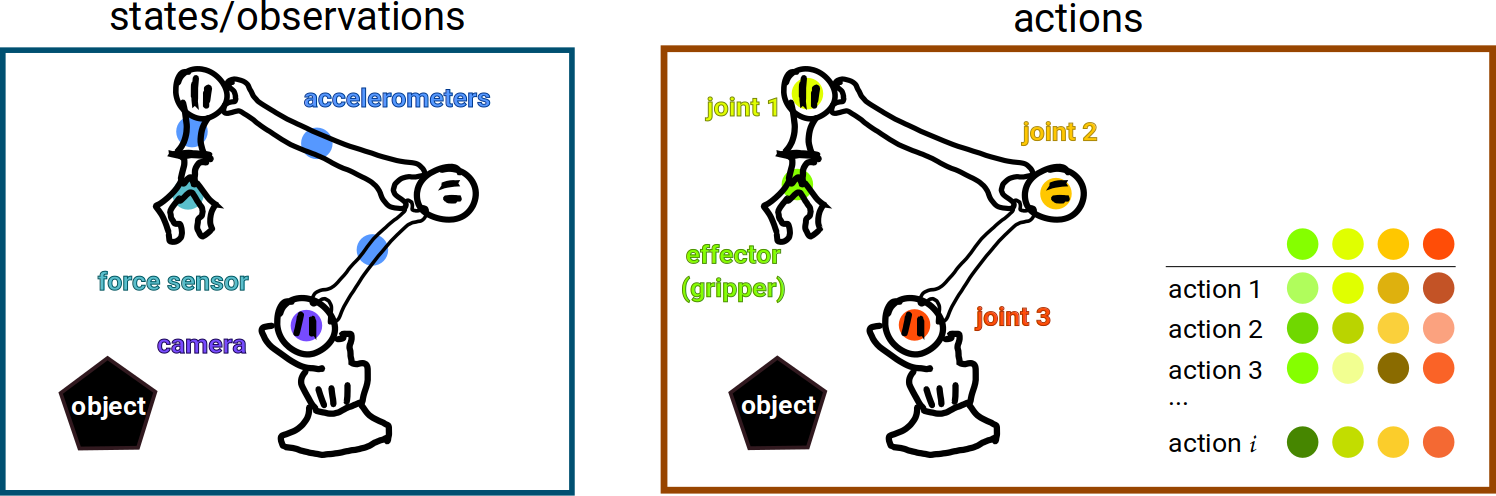 states/observations
accelerometers
force sensor
camera
object
actions
joint 1
joint 2
effector
(gripper)
joint 3
object
action 1
action 2
action 3
...
action i